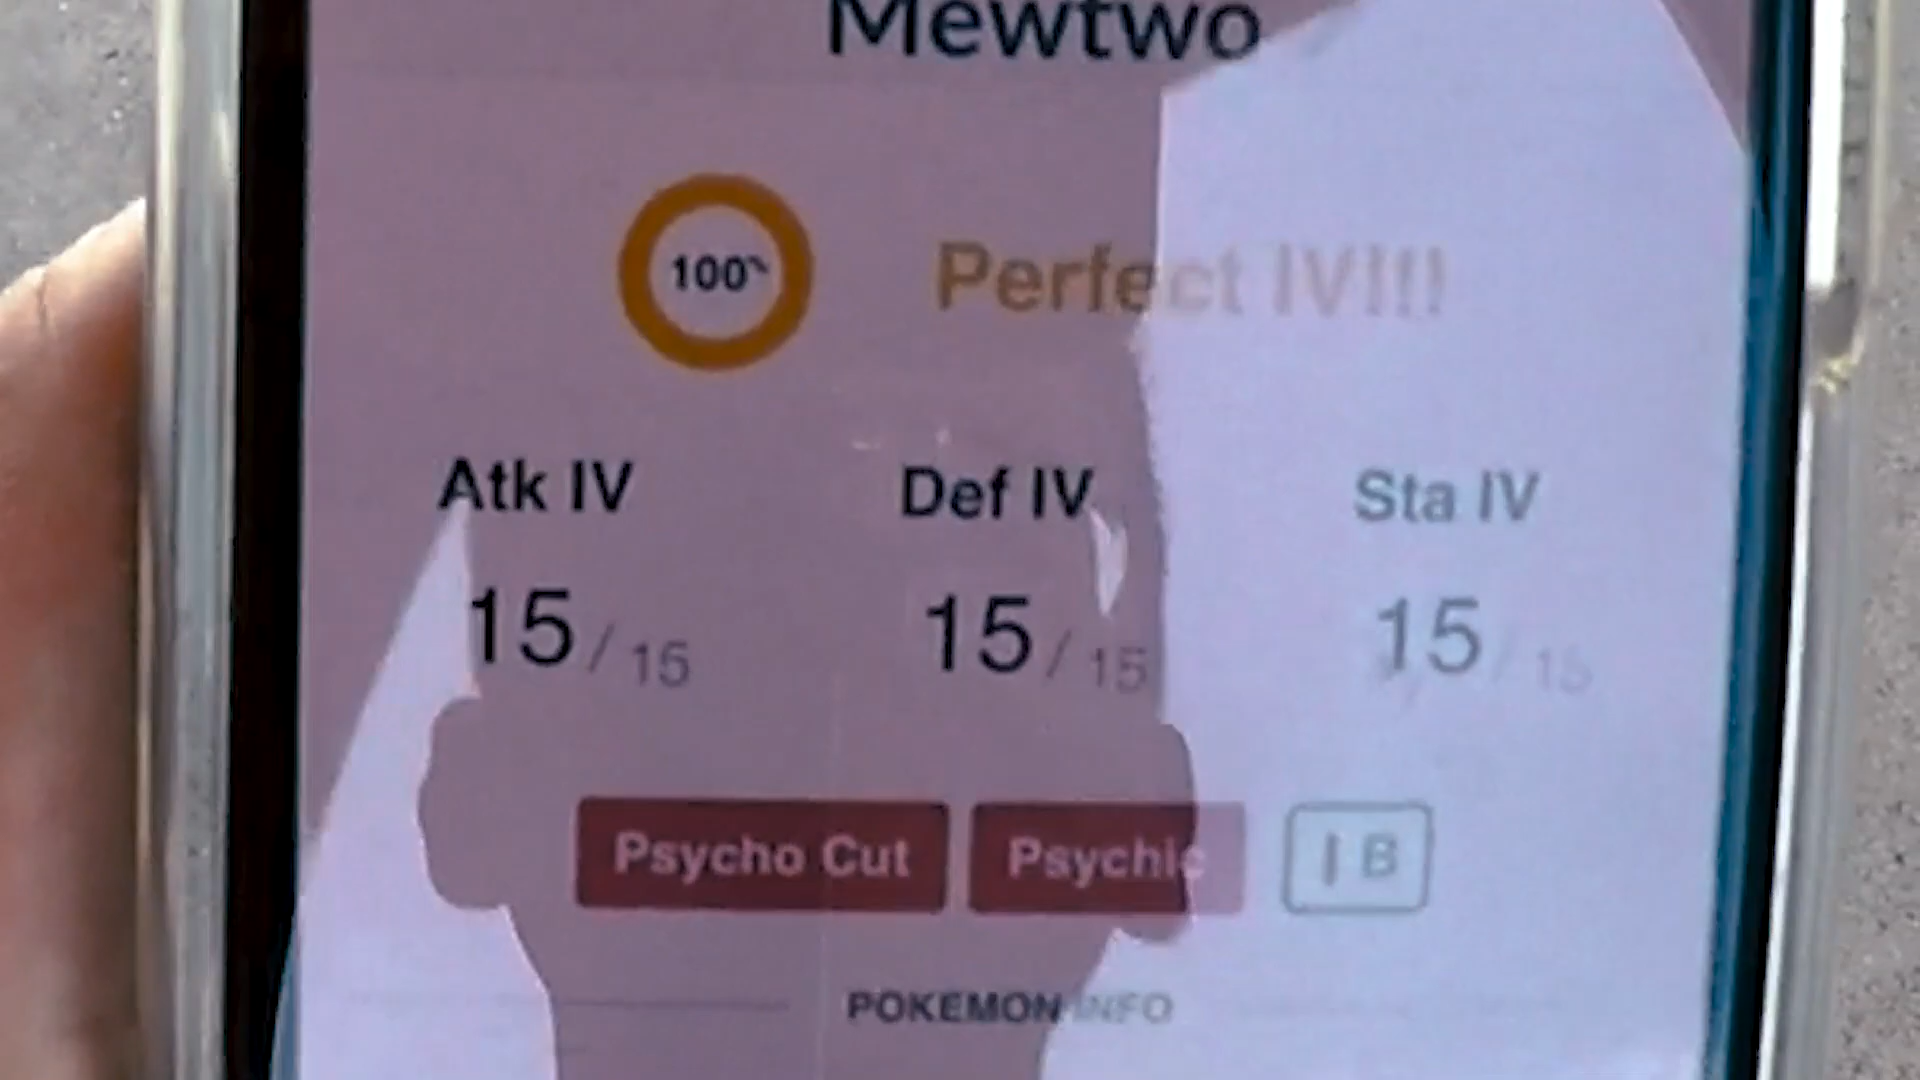 Mewtwo
100%
Perfect IV!!!
Atk IV Def IV Sta IV
15 / 15 15 / 15 15 / 15
Psycho Cut Psychic | B
POKEMON INFO